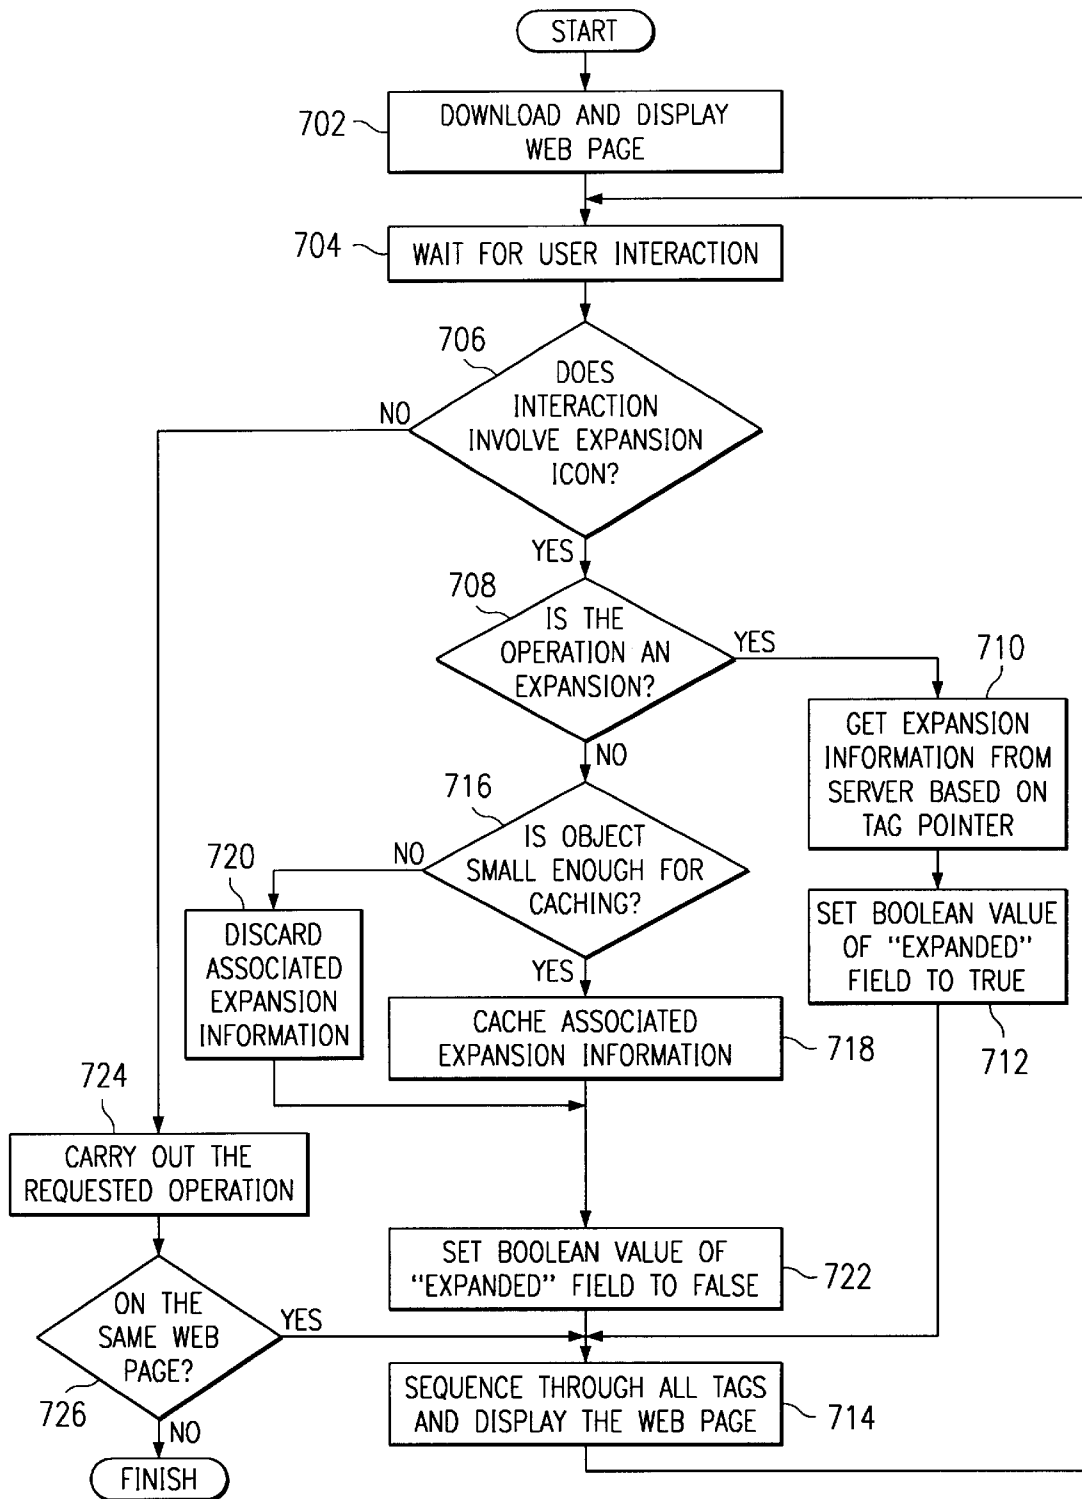 START
702
DOWNLOAD AND DISPLAY
WEB PAGE
704
WAIT FOR USER INTERACTION
706
DOES
INTERACTION
INVOLVE EXPANSION
ICON?
NO
YES
708
IS THE
OPERATION AN
EXPANSION?
YES
NO
710
GET EXPANSION
INFORMATION FROM
SERVER BASED ON
TAG POINTER
716
IS OBJECT
SMALL ENOUGH FOR
CACHING?
NO
YES
720
DISCARD
ASSOCIATED
EXPANSION
INFORMATION
SET BOOLEAN VALUE
OF "EXPANDED"
FIELD TO TRUE
712
CACHE ASSOCIATED
EXPANSION INFORMATION
718
724
CARRY OUT THE
REQUESTED OPERATION
SET BOOLEAN VALUE OF
"EXPANDED" FIELD TO FALSE
722
ON THE
SAME WEB
PAGE?
YES
726
NO
SEQUENCE THROUGH ALL TAGS
AND DISPLAY THE WEB PAGE
714
FINISH